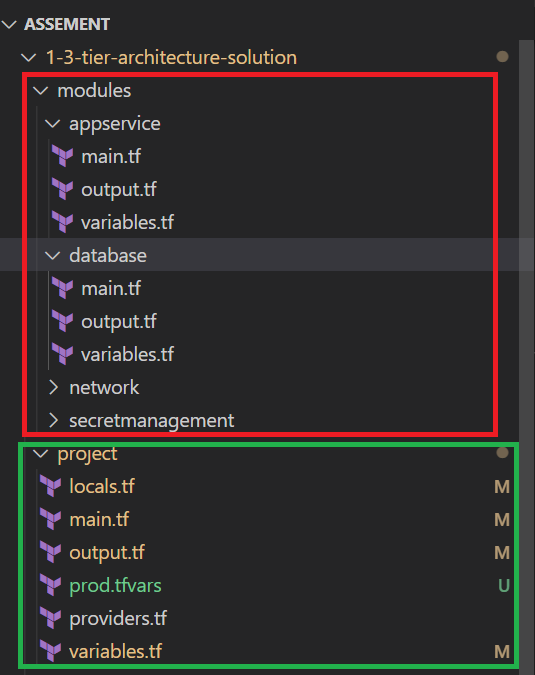 ASSEMENT
1-3-tier-architecture-solution
modules
appservice
main.tf
output.tf
variables.tf
database
main.tf
output.tf
variables.tf
network
secretmanagement
project
locals.tf M
main.tf M
output.tf M
prod.tfvars U
providers.tf
variables.tf M